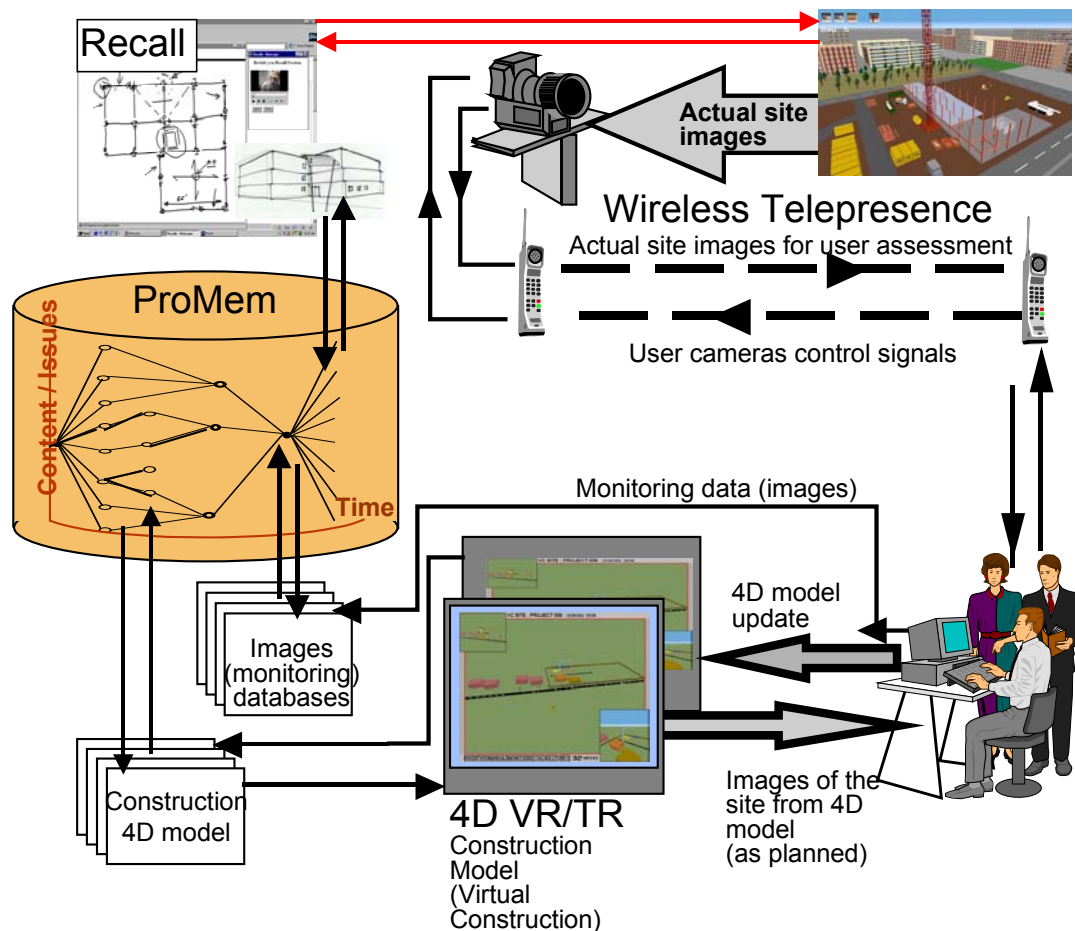 Recall
Actual site
images
Wireless Telepresence
Actual site images for user assessment
User cameras control signals
ProMem
Content / Issues
Time
Monitoring data (images)
4D model
update
Images
(monitoring)
databases
Construction
4D model
4D VR/TR
Construction
Model
(Virtual
Construction)
Images of the
site from 4D
model
(as planned)